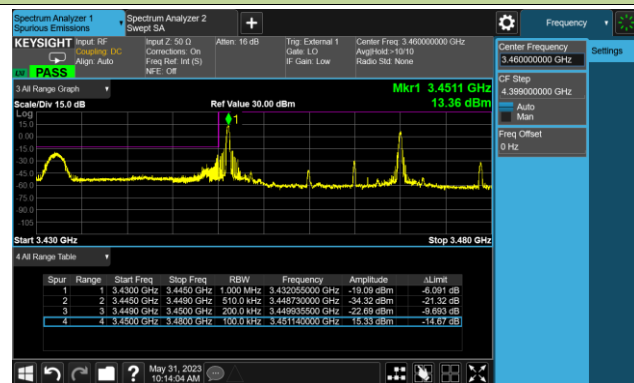 Spectrum Analyzer 1
Spurious Emissions
Spectrum Analyzer 2
Swept SA
Frequency
KEYSIGHT
Input: RF
Coupling: DC
Align: Auto
Input Z: 50 Ω
Corrections: On
Freq Ref: Int (S)
NFE: Off
Atten: 16 dB
Trig: External 1
Gate: LO
IF Gain: Low
Center Freq: 3.460000000 GHz
Avg|Hold:>10/10
Radio Std: None
PASS
Center Frequency
3.460000000 GHz
Settings
CF Step
4.399000000 GHz
Auto
Man
Freq Offset
0 Hz
3 All Range Graph
Mkr1 3.4511 GHz
Scale/Div 15.0 dB
Ref Value 30.00 dBm
13.36 dBm
Log
15.0
0.00
-15.0
-30.0
-45.0
-60.0
-75.0
-90.0
-105
1
Start 3.430 GHz
Stop 3.480 GHz
4 All Range Table
Spur Range Start Freq Stop Freq RBW Frequency Amplitude ΔLimit
1 1 3.4300 GHz 3.4450 GHz 1.000 MHz 3.432055000 GHz -19.09 dBm -6.091 dB
2 2 3.4450 GHz 3.4490 GHz 510.0 kHz 3.448730000 GHz -34.32 dBm -21.32 dB
3 3 3.4490 GHz 3.4500 GHz 200.0 kHz 3.449935500 GHz -22.69 dBm -9.693 dB
4 4 3.4500 GHz 3.4800 GHz 100.0 kHz 3.451140000 GHz 15.33 dBm -14.67 dB
May 31, 2023
10:14:04 AM